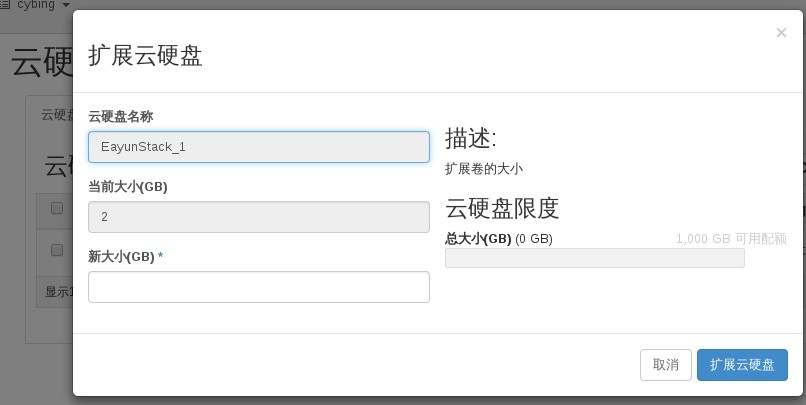 cybing
扩展云硬盘
×
云硬盘名称
EayunStack_1
当前大小(GB)
2
新大小(GB) *
描述:
扩展卷的大小
云硬盘限度
总大小(GB) (0 GB)
1,000 GB 可用配额
取消
扩展云硬盘
云硬
云硬盘
云
显示1